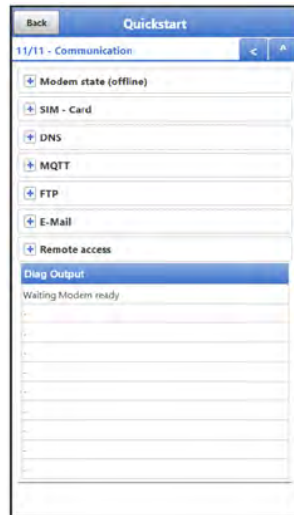 Back
Quickstart
11/11 - Communication
<
^
+ Modem state (offline)
+ SIM - Card
+ DNS
+ MQTT
+ FTP
+ E-Mail
+ Remote access
Diag Output
Waiting Modem ready
.
.
.
.
.
.
.
.
.
.